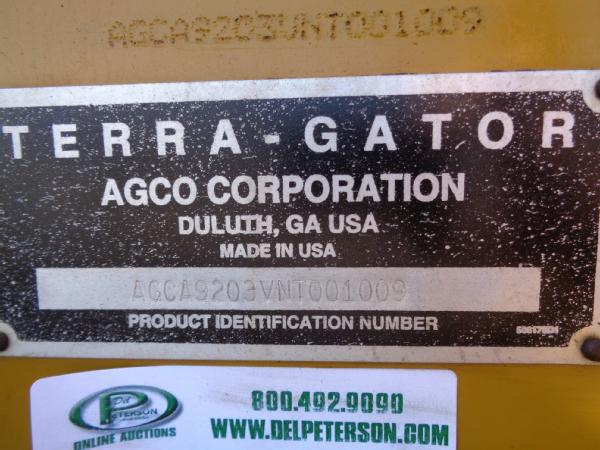 AGCA9203VNT001009
TERRA-GATOR
AGCO CORPORATION
DULUTH, GA USA
MADE IN USA
AGCA9203VNT001009
PRODUCT IDENTIFICATION NUMBER
Del
PETERSON
ONLINE AUCTIONS
800.492.9090
WWW.DELPETERSON.COM